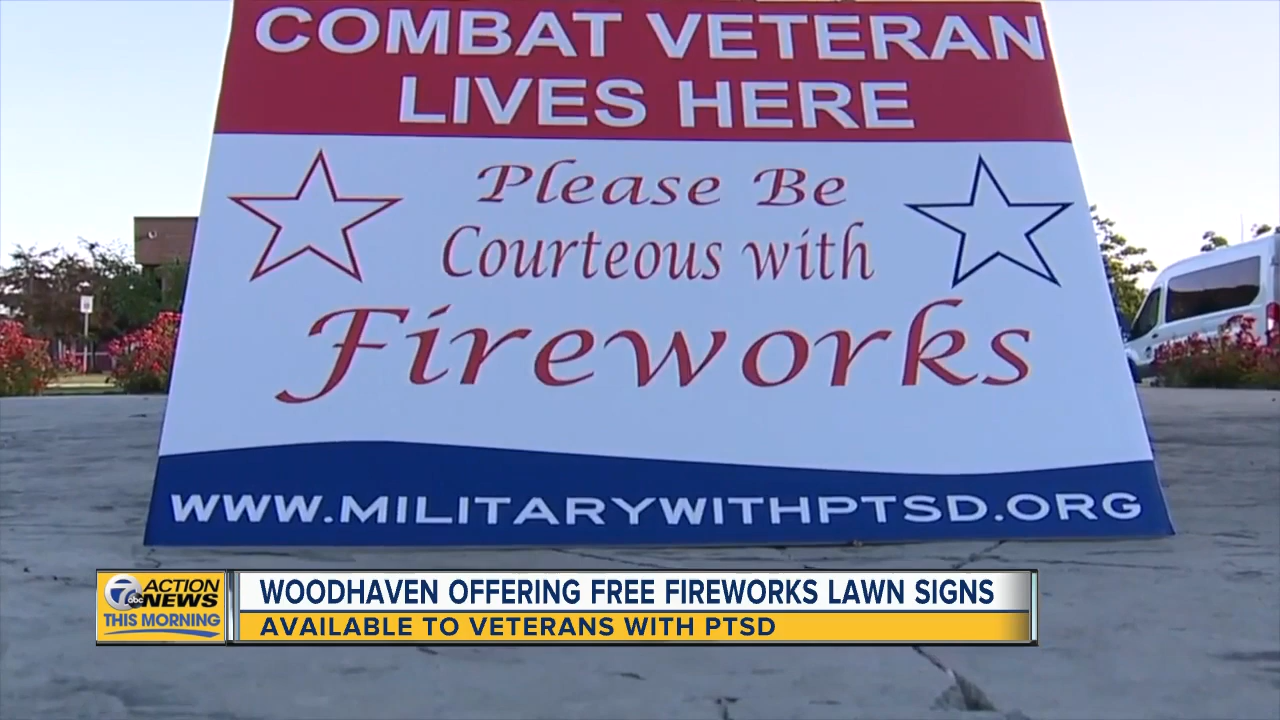 COMBAT VETERAN
LIVES HERE
Please Be
Courteous with
Fireworks
WWW.MILITARYWITHPTSD.ORG
7 abc ACTION NEWS
THIS MORNING
WOODHAVEN OFFERING FREE FIREWORKS LAWN SIGNS
AVAILABLE TO VETERANS WITH PTSD